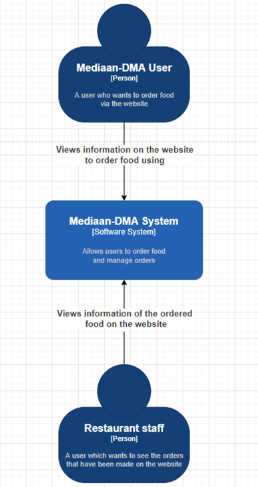 Mediaan-DMA User
[Person]
A user who wants to order food
via the website
Views information on the website
to order food using
Mediaan-DMA System
[Software System]
Allows users to order food
and manage orders
Views information of the ordered
food on the website
Restaurant staff
[Person]
A user which wants to see the orders
that have been made on the website